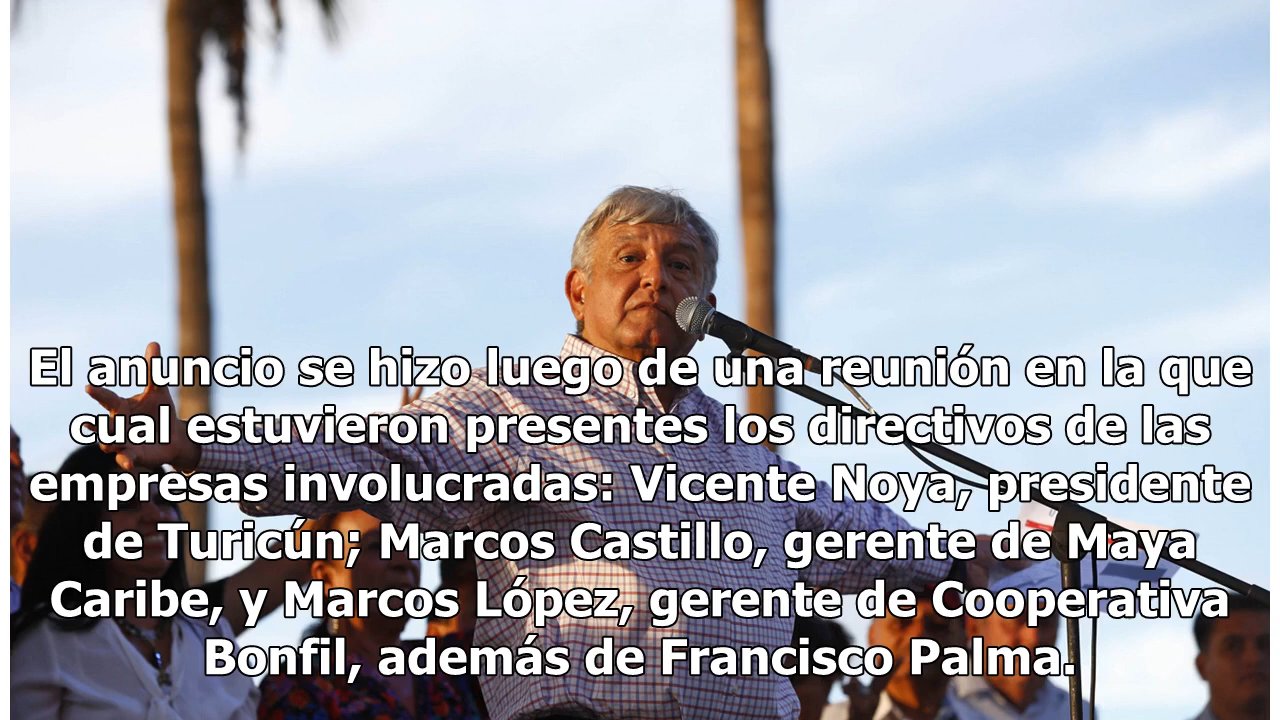 El anuncio se hizo luego de una reunión en la que
cual estuvieron presentes los directivos de las
empresas involucradas: Vicente Noya, presidente
de Turicún; Marcos Castillo, gerente de Maya
Caribe, y Marcos López, gerente de Cooperativa
Bonfil, además de Francisco Palma.